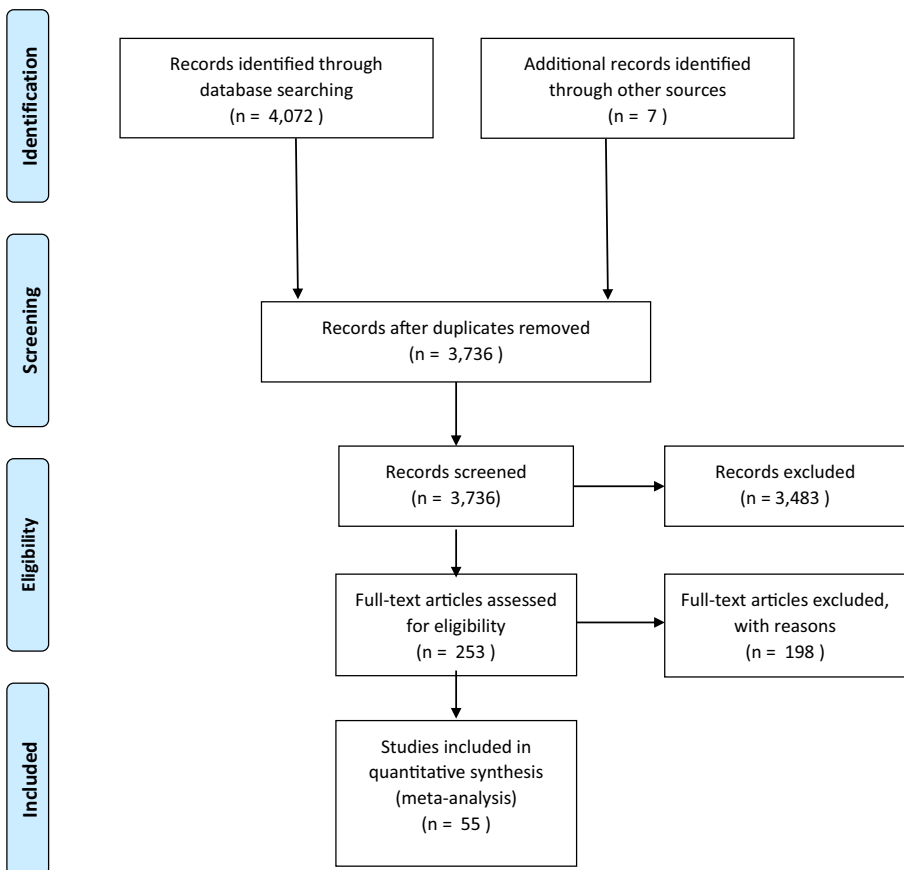 Identification
Records identified through
database searching
(n = 4,072 )
Additional records identified
through other sources
(n = 7 )
Screening
Records after duplicates removed
(n = 3,736 )
Eligibility
Records screened
(n = 3,736)
Records excluded
(n = 3,483 )
Full-text articles assessed
for eligibility
(n = 253 )
Full-text articles excluded,
with reasons
(n = 198 )
Included
Studies included in
quantitative synthesis
(meta-analysis)
(n = 55 )